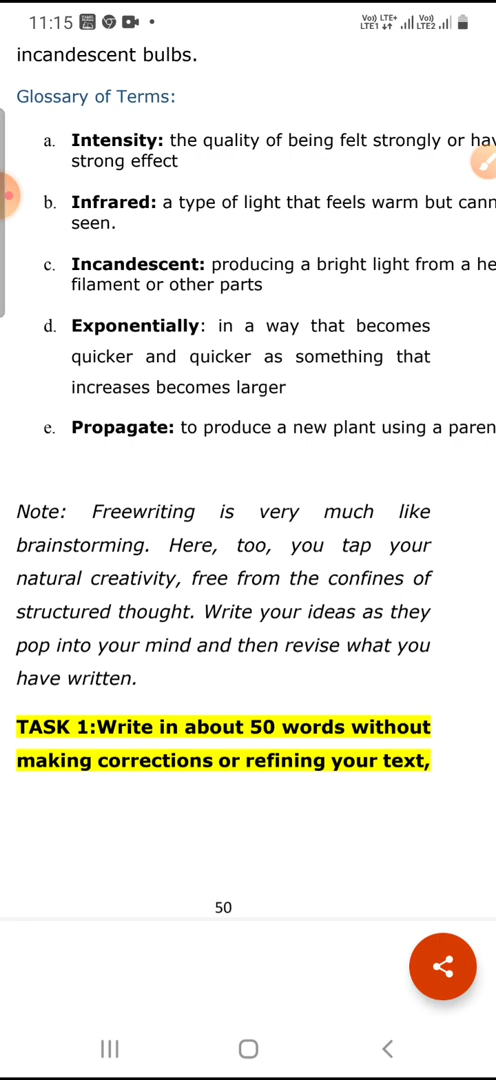 11:15
Vo)) LTE+ Vo))
LTE1 LTE2
incandescent bulbs.
Glossary of Terms:
a. Intensity: the quality of being felt strongly or hav
strong effect
b. Infrared: a type of light that feels warm but cann
seen.
c. Incandescent: producing a bright light from a he
filament or other parts
d. Exponentially: in a way that becomes
quicker and quicker as something that
increases becomes larger
e. Propagate: to produce a new plant using a paren
Note: Freewriting is very much like
brainstorming. Here, too, you tap your
natural creativity, free from the confines of
structured thought. Write your ideas as they
pop into your mind and then revise what you
have written.
TASK 1:Write in about 50 words without
making corrections or refining your text,
50